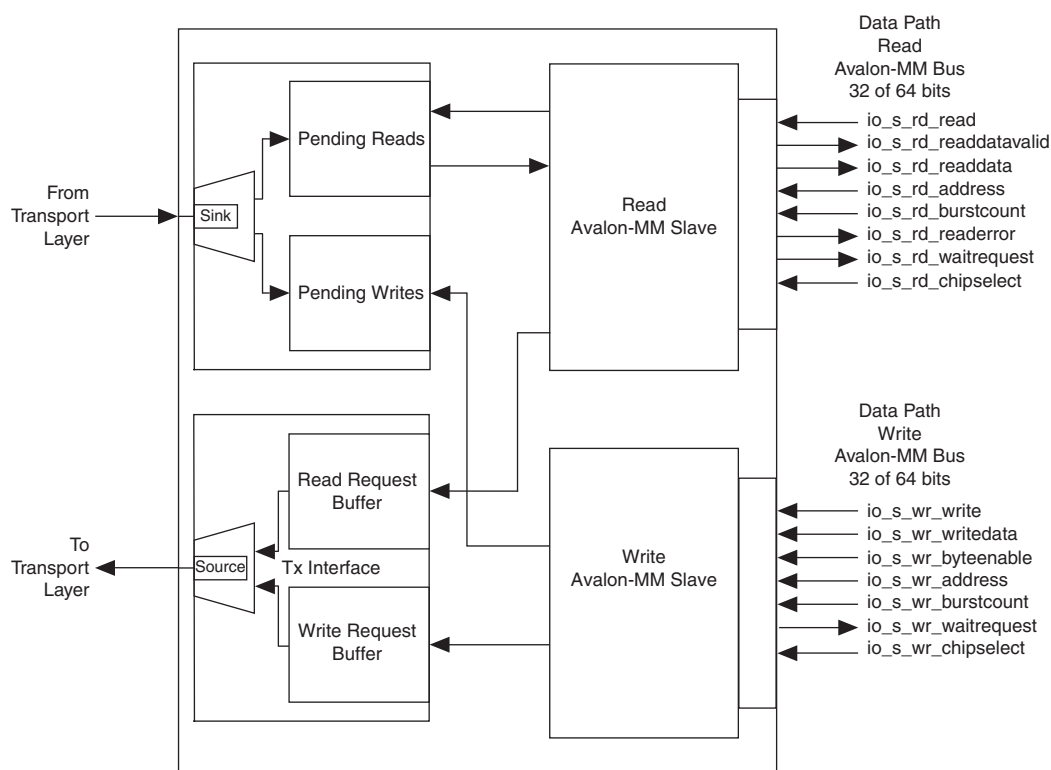 Data Path
Read
Avalon-MM Bus
32 of 64 bits
io_s_rd_read
io_s_rd_readdatavalid
io_s_rd_readdata
io_s_rd_address
io_s_rd_burstcount
io_s_rd_readerror
io_s_rd_waitrequest
io_s_rd_chipselect
Pending Reads
From
Transport
Layer
Sink
Read
Avalon-MM Slave
Pending Writes
Data Path
Write
Avalon-MM Bus
32 of 64 bits
io_s_wr_write
io_s_wr_writedata
io_s_wr_byteenable
io_s_wr_address
io_s_wr_burstcount
io_s_wr_waitrequest
io_s_wr_chipselect
Read Request
Buffer
To
Transport
Layer
Source
Tx Interface
Write
Avalon-MM Slave
Write Request
Buffer